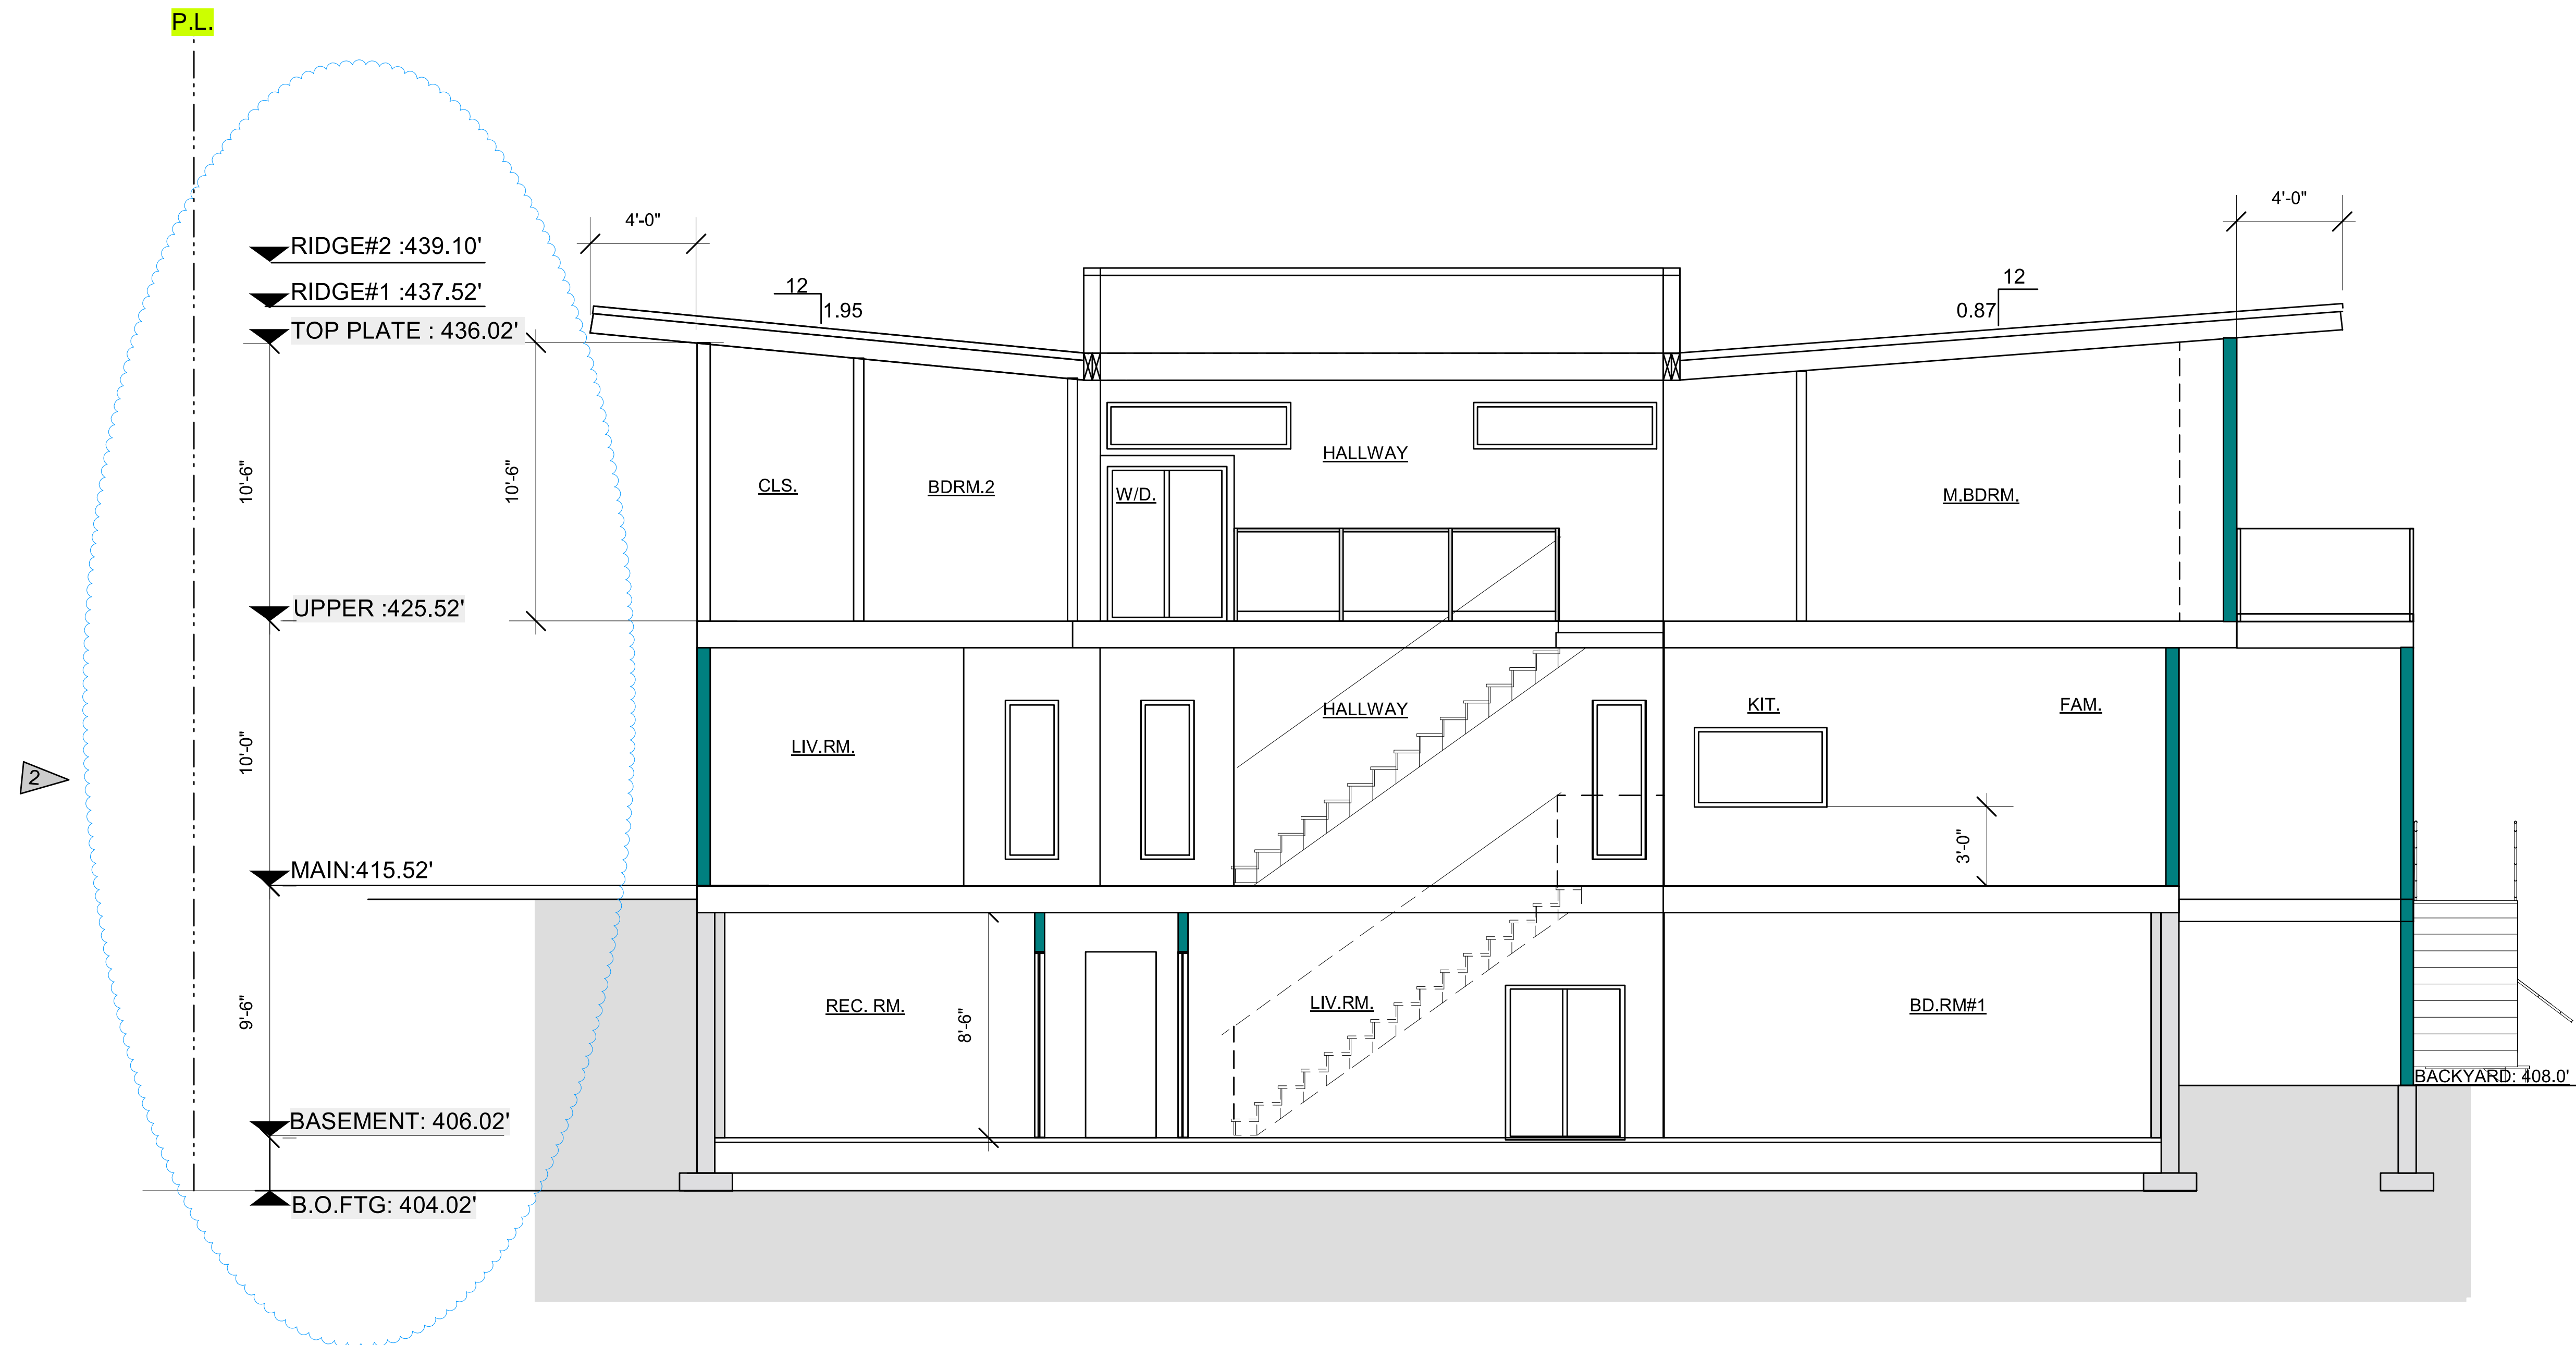 P.L.
4'-0"
4'-0"
RIDGE#2 :439.10'
RIDGE#1 :437.52'
12
1.95
12
0.87
TOP PLATE : 436.02'
10'-6"
10'-6"
CLS.
BDRM.2
W/D.
HALLWAY
M.BDRM.
UPPER :425.52'
10'-0"
LIV.RM.
HALLWAY
KIT.
FAM.
2
3'-0"
MAIN:415.52'
9'-6"
REC. RM.
8'-6"
LIV.RM.
BD.RM#1
BACKYARD: 408.0'
BASEMENT: 406.02'
B.O.FTG: 404.02'